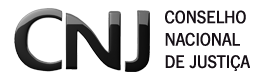 CNJ
CONSELHO
NACIONAL
DE JUSTIÇA